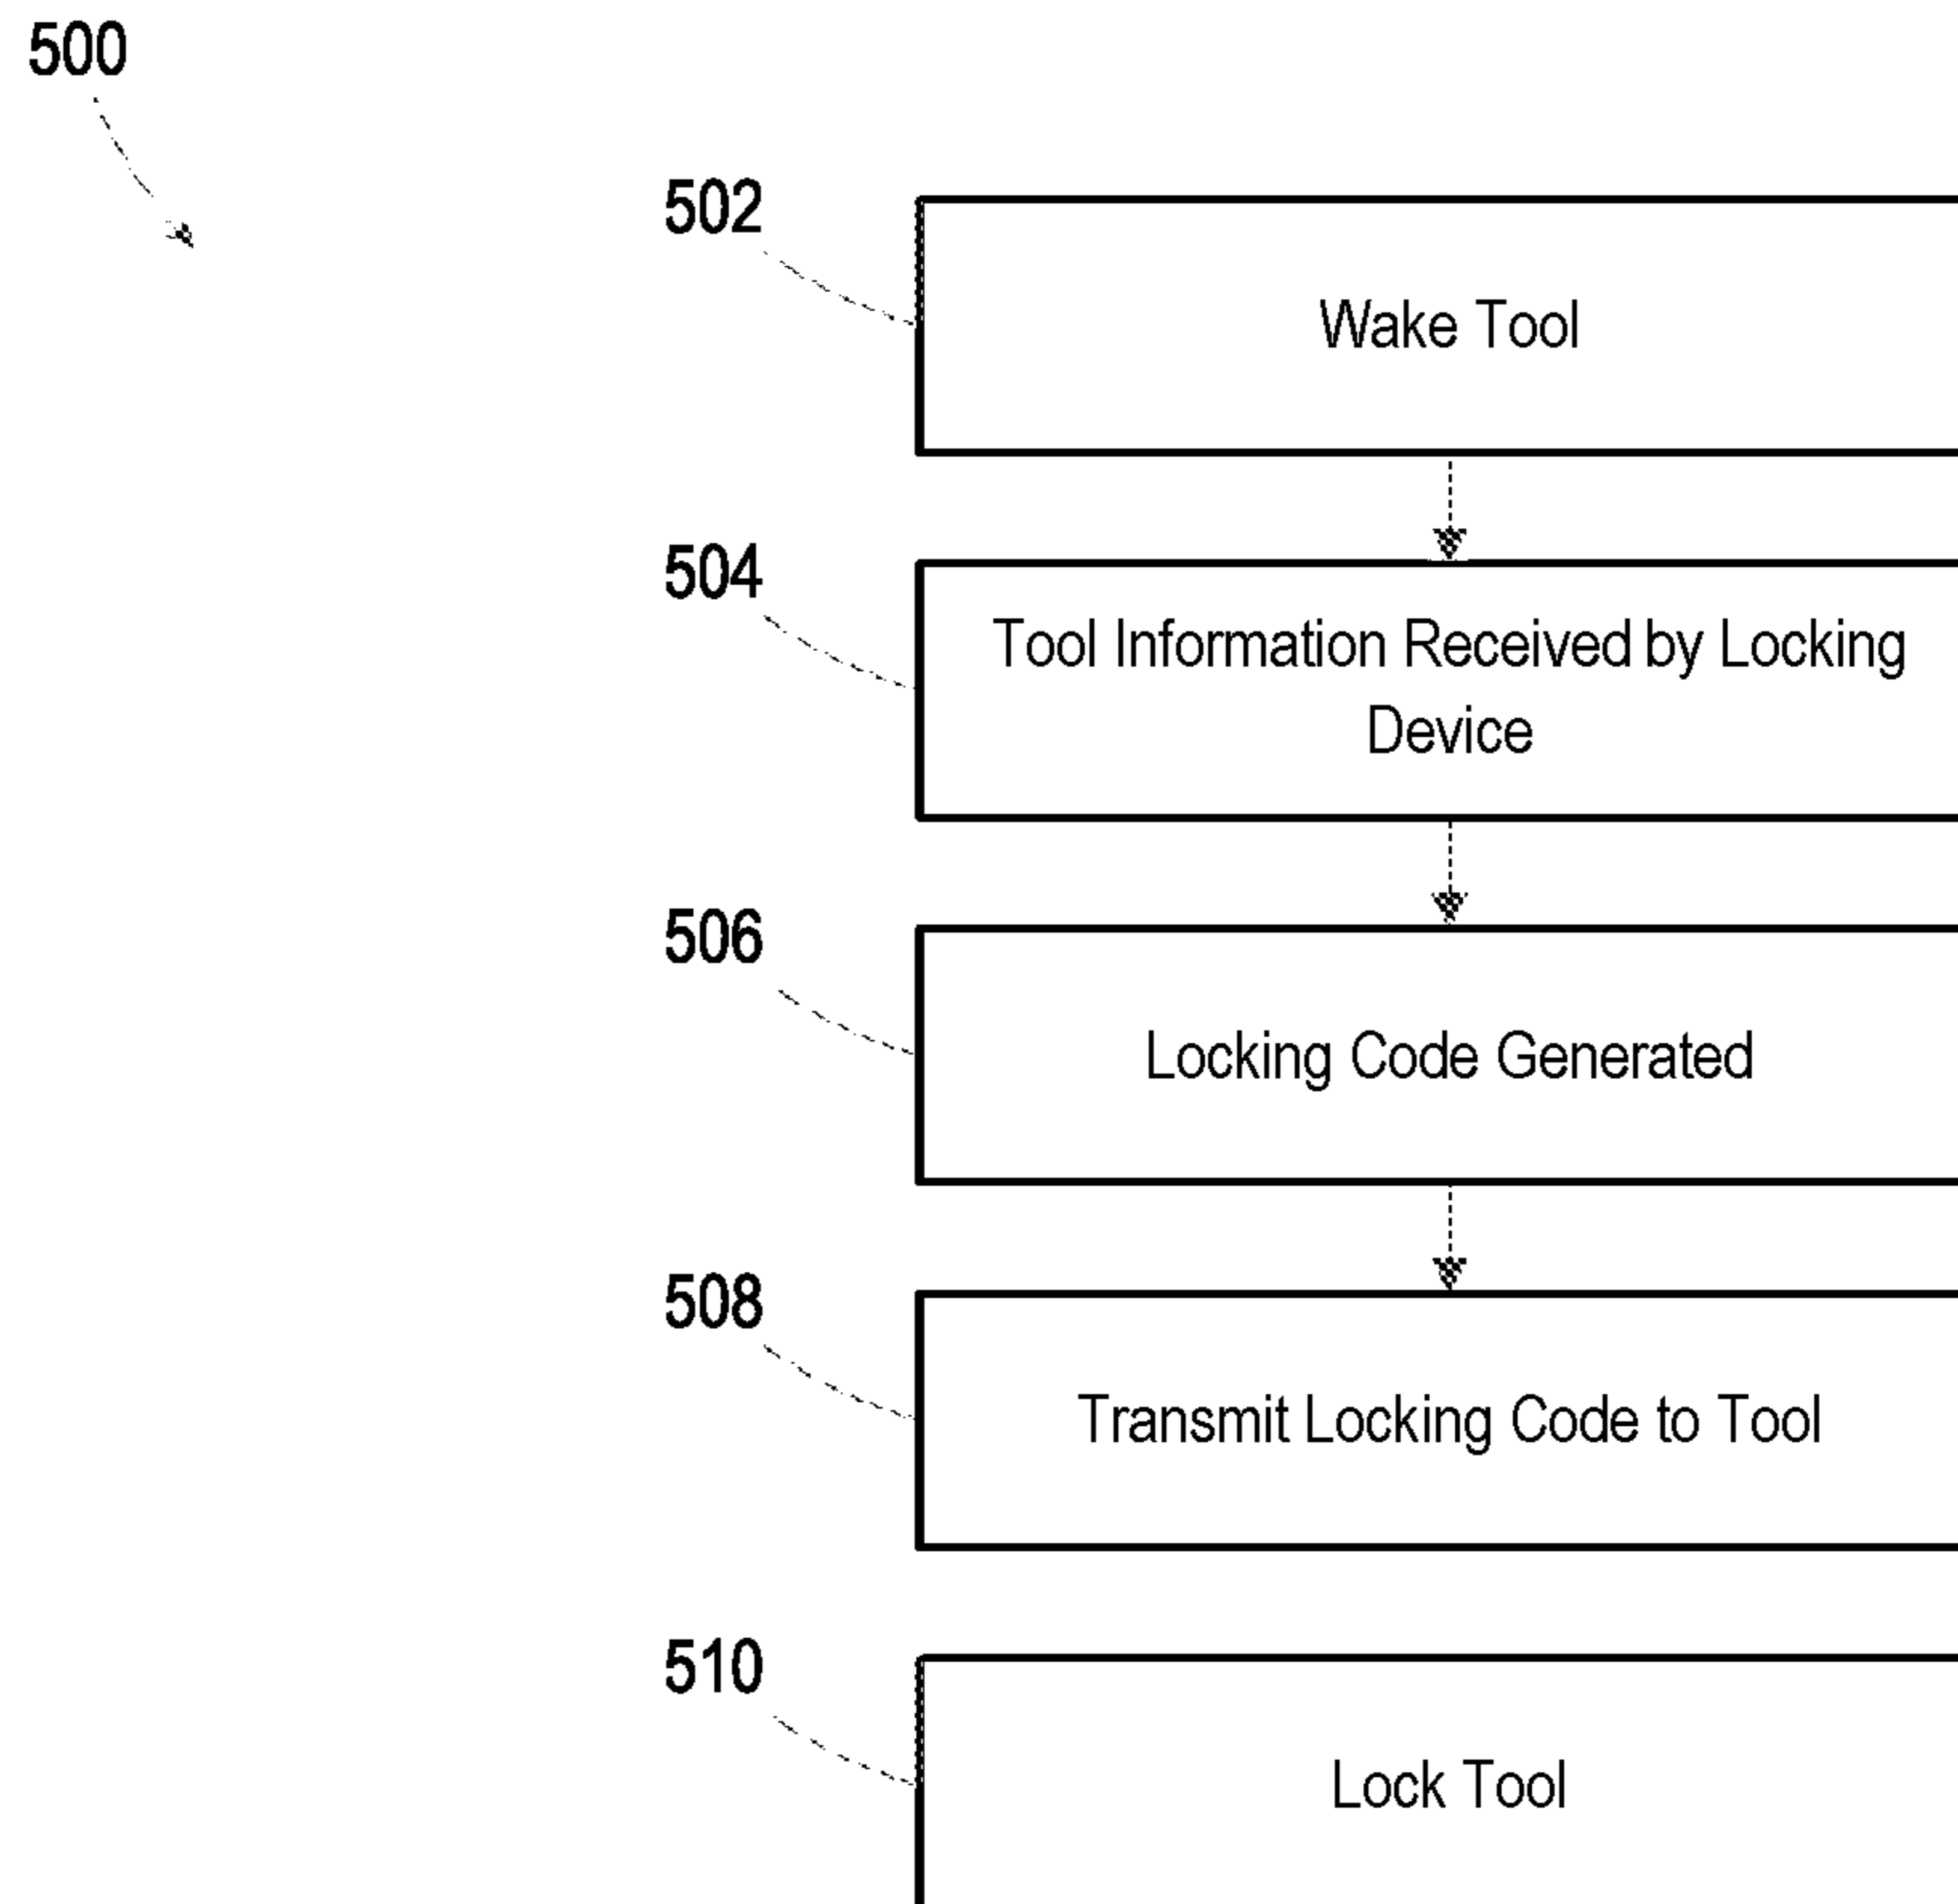 500
502
Wake Tool
504
Tool Information Received by Locking
Device
506
Locking Code Generated
508
Transmit Locking Code to Tool
510
Lock Tool